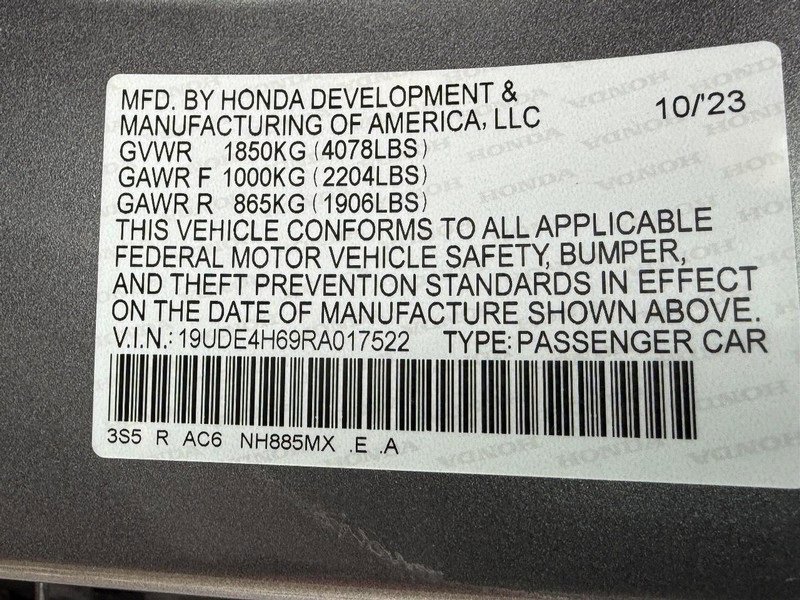 MFD. BY HONDA DEVELOPMENT &
MANUFACTURING OF AMERICA, LLC 10/'23
GVWR 1850KG (4078LBS)
GAWR F 1000KG (2204LBS)
GAWR R 865KG (1906LBS)
THIS VEHICLE CONFORMS TO ALL APPLICABLE
FEDERAL MOTOR VEHICLE SAFETY, BUMPER,
AND THEFT PREVENTION STANDARDS IN EFFECT
ON THE DATE OF MANUFACTURE SHOWN ABOVE.
V.I.N.: 19UDE4H69RA017522 TYPE: PASSENGER CAR
3S5 R AC6 NH885MX .E .A